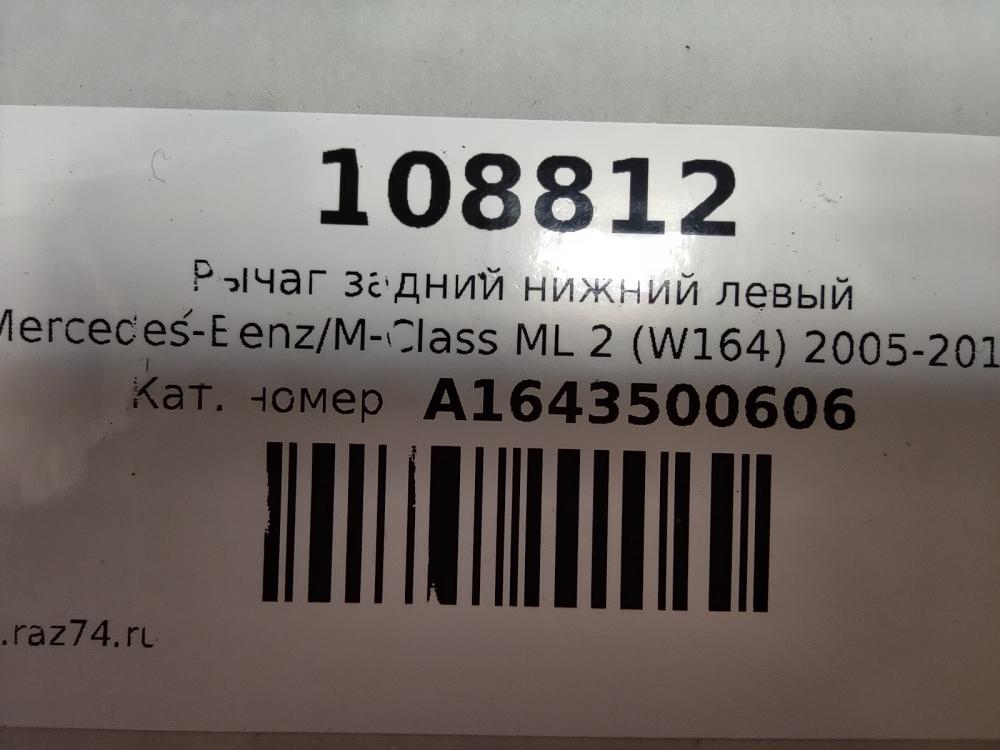 108812
Рычаг задний нижний левый
Mercedes-Benz/M-Class ML 2 (W164) 2005-201
Кат. номер A1643500606
.raz74.ru